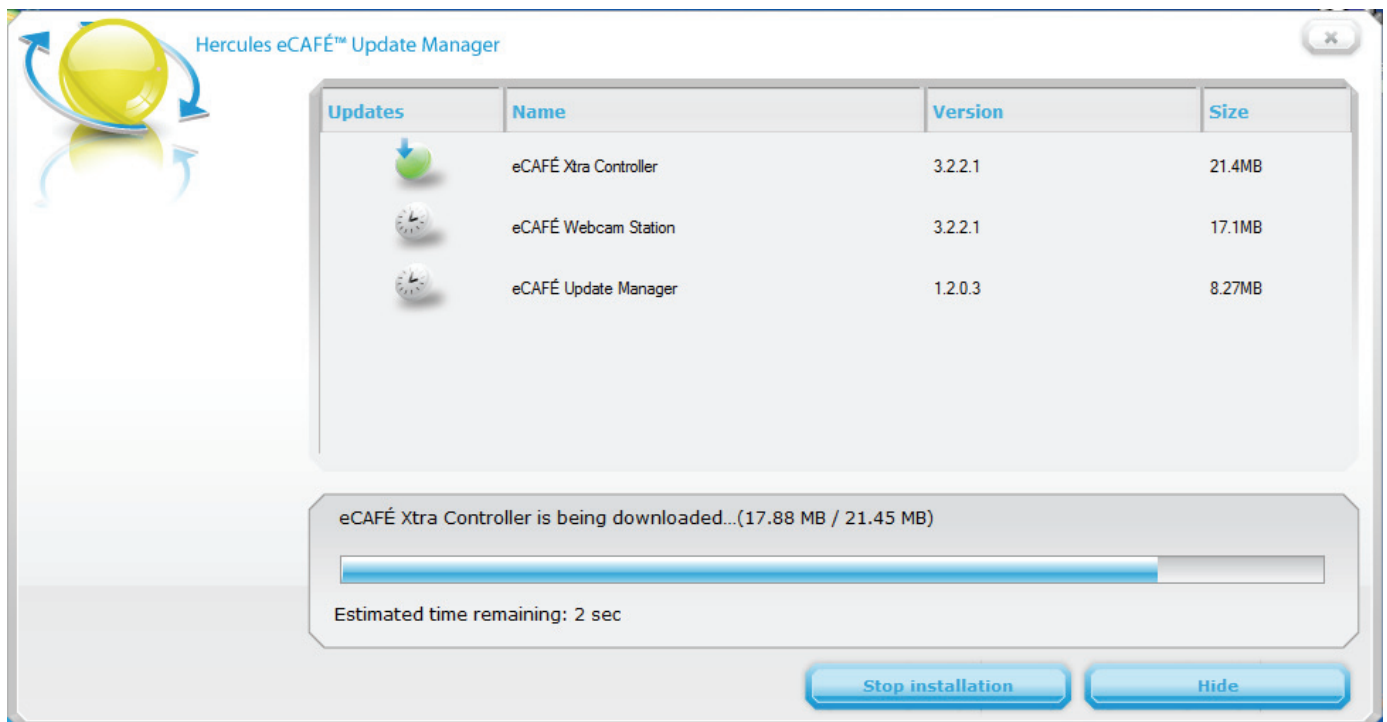 Hercules eCAFÉ™ Update Manager
Updates Name Version Size
eCAFÉ Xtra Controller 3.2.2.1 21.4MB
eCAFÉ Webcam Station 3.2.2.1 17.1MB
eCAFÉ Update Manager 1.2.0.3 8.27MB
eCAFÉ Xtra Controller is being downloaded...(17.88 MB / 21.45 MB)
Estimated time remaining: 2 sec
Stop installation Hide